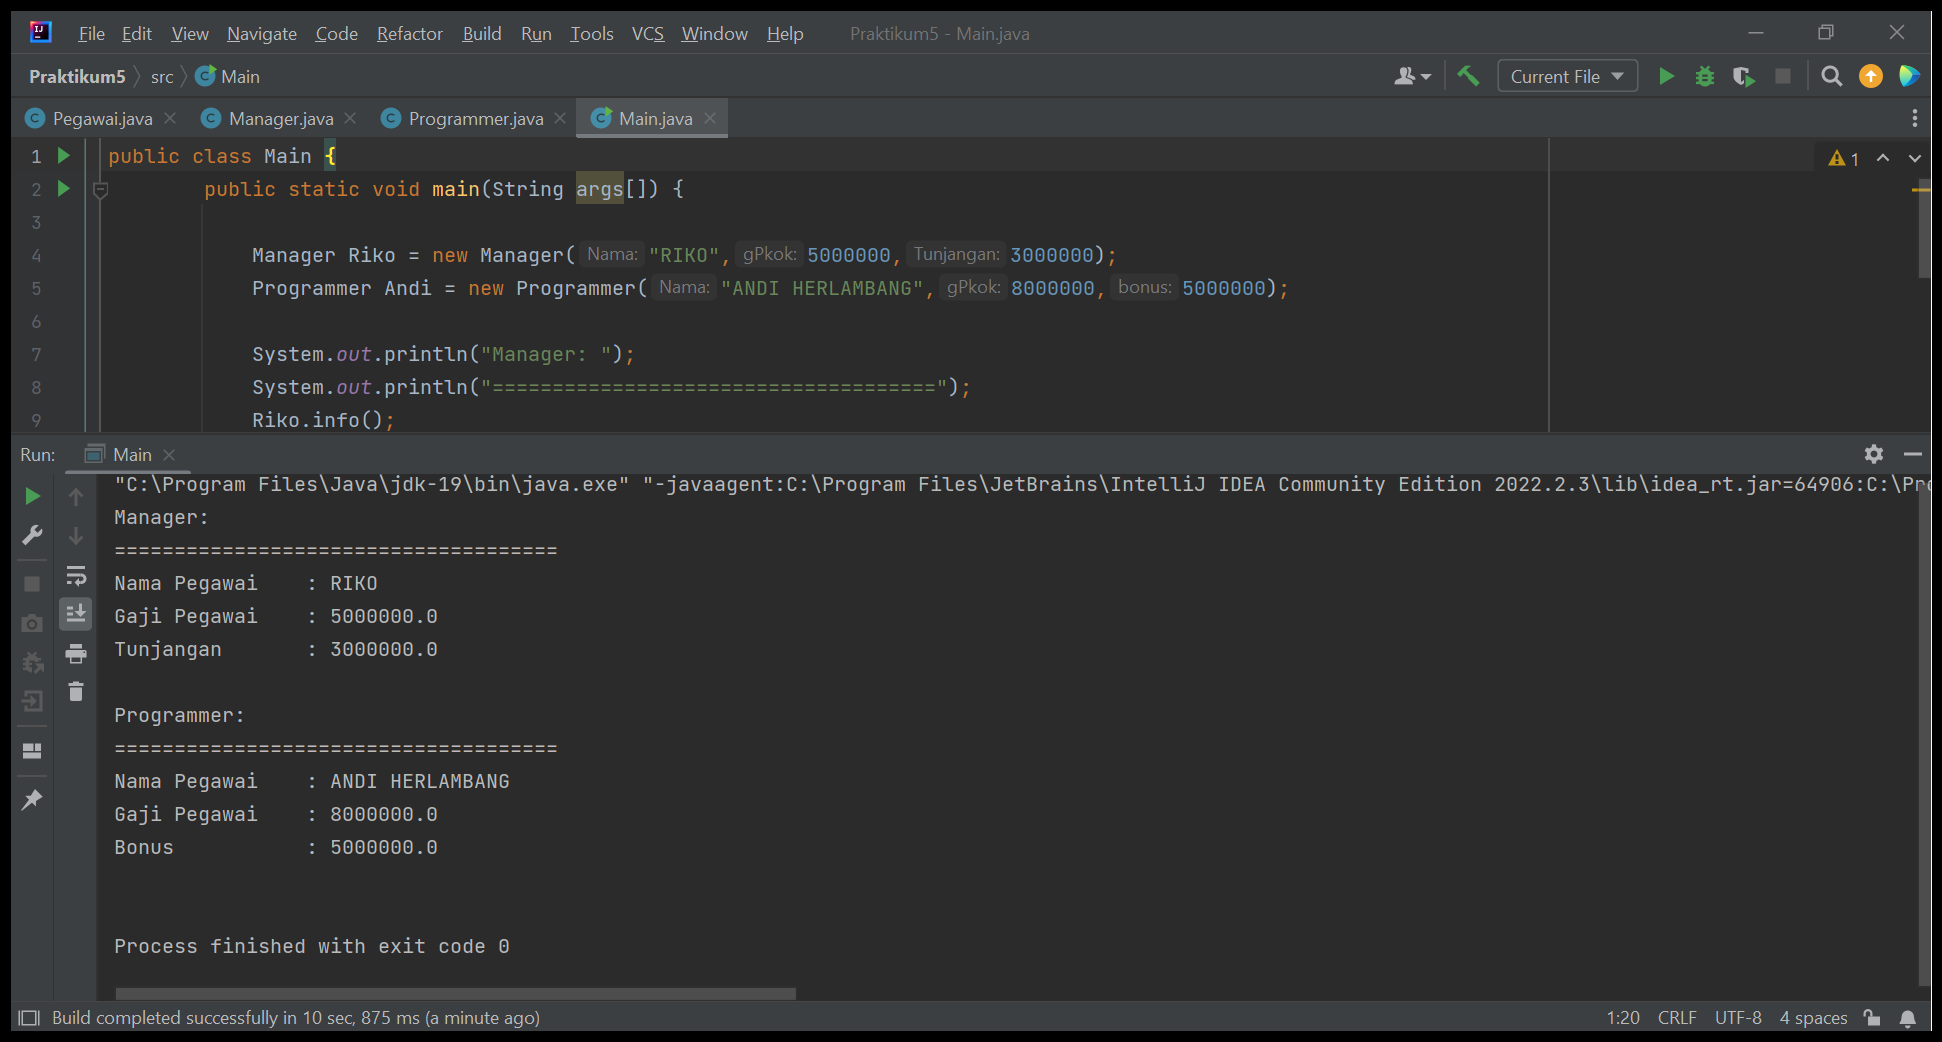 IJ File Edit View Navigate Code Refactor Build Run Tools VCS Window Help Praktikum5 - Main.java
Praktikum5 src Main Current File
Pegawai.java Manager.java Programmer.java Main.java
1 public class Main { 1
2 public static void main(String args[]) {
3
4 Manager Riko = new Manager( Nama: "RIKO", gPkok: 5000000, Tunjangan: 3000000);
5 Programmer Andi = new Programmer( Nama: "ANDI HERLAMBANG", gPkok: 8000000, bonus: 5000000);
6
7 System.out.println("Manager: ");
8 System.out.println("=====================================");
9 Riko.info();
Run: Main
"C:\Program Files\Java\jdk-19\bin\java.exe" "-javaagent:C:\Program Files\JetBrains\IntelliJ IDEA Community Edition 2022.2.3\lib\idea_rt.jar=64906:C:\Pro
Manager:
=====================================
Nama Pegawai : RIKO
Gaji Pegawai : 5000000.0
Tunjangan : 3000000.0
Programmer:
=====================================
Nama Pegawai : ANDI HERLAMBANG
Gaji Pegawai : 8000000.0
Bonus : 5000000.0
Process finished with exit code 0
Build completed successfully in 10 sec, 875 ms (a minute ago) 1:20 CRLF UTF-8 4 spaces